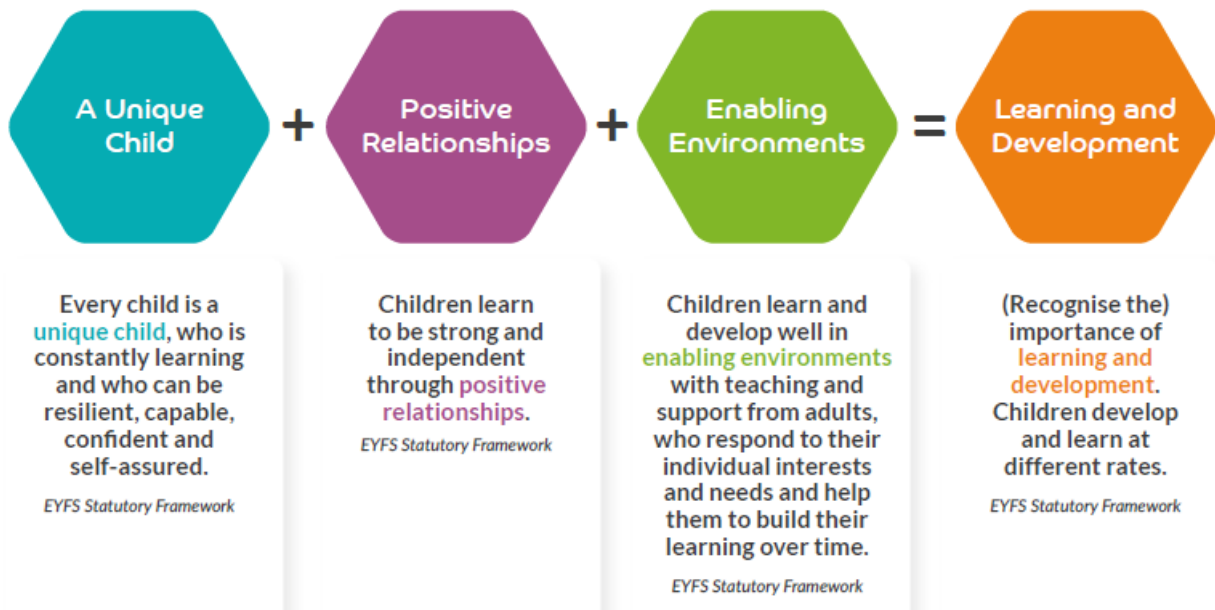 A Unique
Child
+
Positive
Relationships
+
Enabling
Environments
=
Learning and
Development
Every child is a
unique child, who is
constantly learning
and who can be
resilient, capable,
confident and
self-assured.
EYFS Statutory Framework
Children learn
to be strong and
independent
through positive
relationships.
EYFS Statutory Framework
Children learn and
develop well in
enabling environments
with teaching and
support from adults,
who respond to their
individual interests
and needs and help
them to build their
learning over time.
EYFS Statutory Framework
(Recognise the)
importance of
learning and
development.
Children develop
and learn at
different rates.
EYFS Statutory Framework